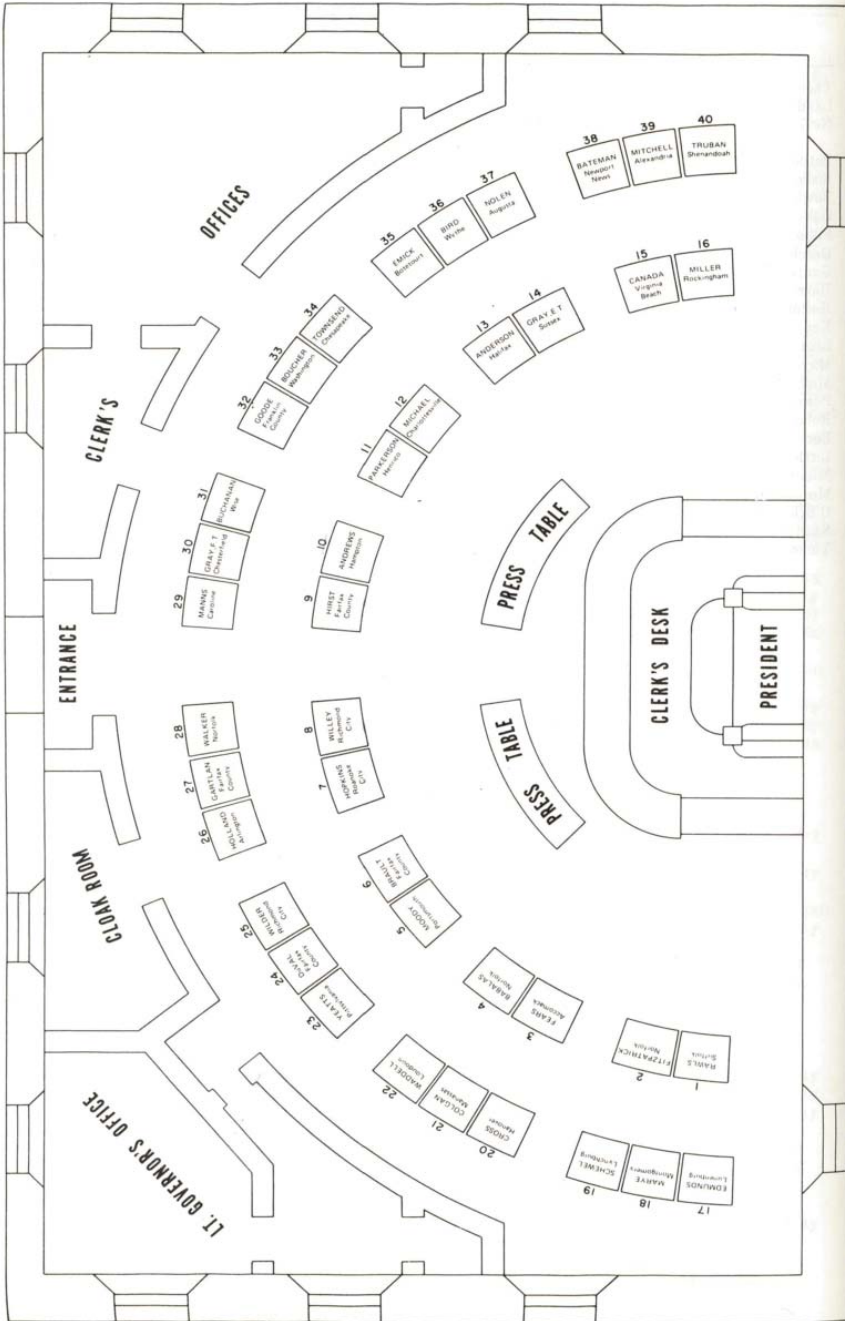 OFFICES
CLERK'S
ENTRANCE
CLOAK ROOM
LT. GOVERNOR'S OFFICE
PRESS TABLE
PRESS TABLE
CLERK'S DESK
PRESIDENT
1
RAWLS
Suffolk
2
FITZPATRICK
Norfolk
3
FEARS
Accomack
4
BABALAS
Norfolk
5
MOODY
Portsmouth
6
BRAULT
Fairfax
County
7
HOPKINS
Roanoke
City
8
WILLEY
Richmond
City
9
HIRST
Fairfax
County
10
ANDREWS
Hampton
11
PARKERSON
Henrico
12
MICHAEL
Charlottesville
13
ANDERSON
Halifax
14
GRAY, E.T
Sussex
15
CANADA
Virginia
Beach
16
MILLER
Rockingham
17
EDMUNDS
Lunenburg
18
MARYE
Montgomery
19
SCHEWEL
Lynchburg
20
CROSS
Hanover
21
COLGAN
Manassas
22
WADDELL
Loudoun
23
YEATTS
Pittsylvania
24
DuVAL
Fairfax
County
25
WILDER
Richmond
City
26
HOLLAND
Arlington
27
GARTLAN
Fairfax
County
28
WALKER
Norfolk
29
MANNS
Caroline
30
GRAY, F.T
Chesterfield
31
BUCHANAN
Wise
32
GOODE
Franklin
County
33
BOUCHER
Washington
34
TOWNSEND
Chesapeake
35
EMICK
Botetourt
36
BIRD
Wythe
37
NOLEN
Augusta
38
BATEMAN
Newport
News
39
MITCHELL
Alexandria
40
TRUBAN
Shenandoah